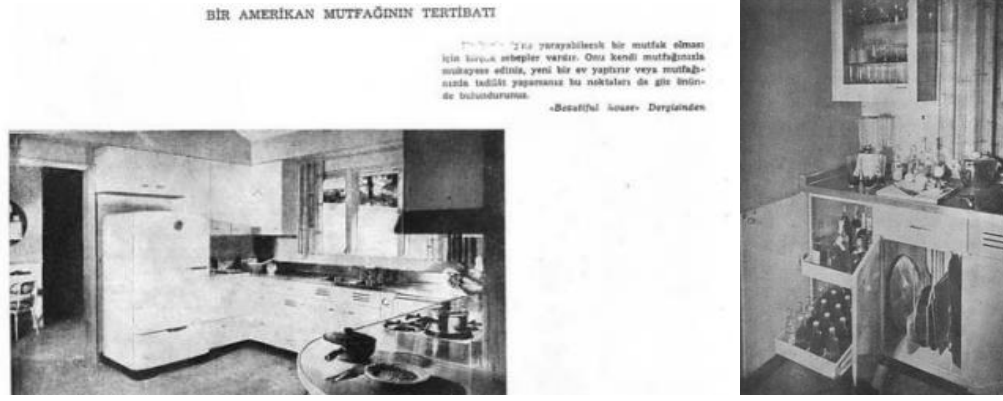 BİR AMERİKAN MUTFAĞININ TERTİBATI
yarayabilecek bir mutfak olması
için birçok sebepler vardır. Onu kendi mutfağınızla
mukayese ediniz, yeni bir ev yaptırır veya mutfağı-
nızda tadilât yaparsanız bu noktaları da göz önün-
de bulundurunuz.
«Beautiful house» Dergisinden